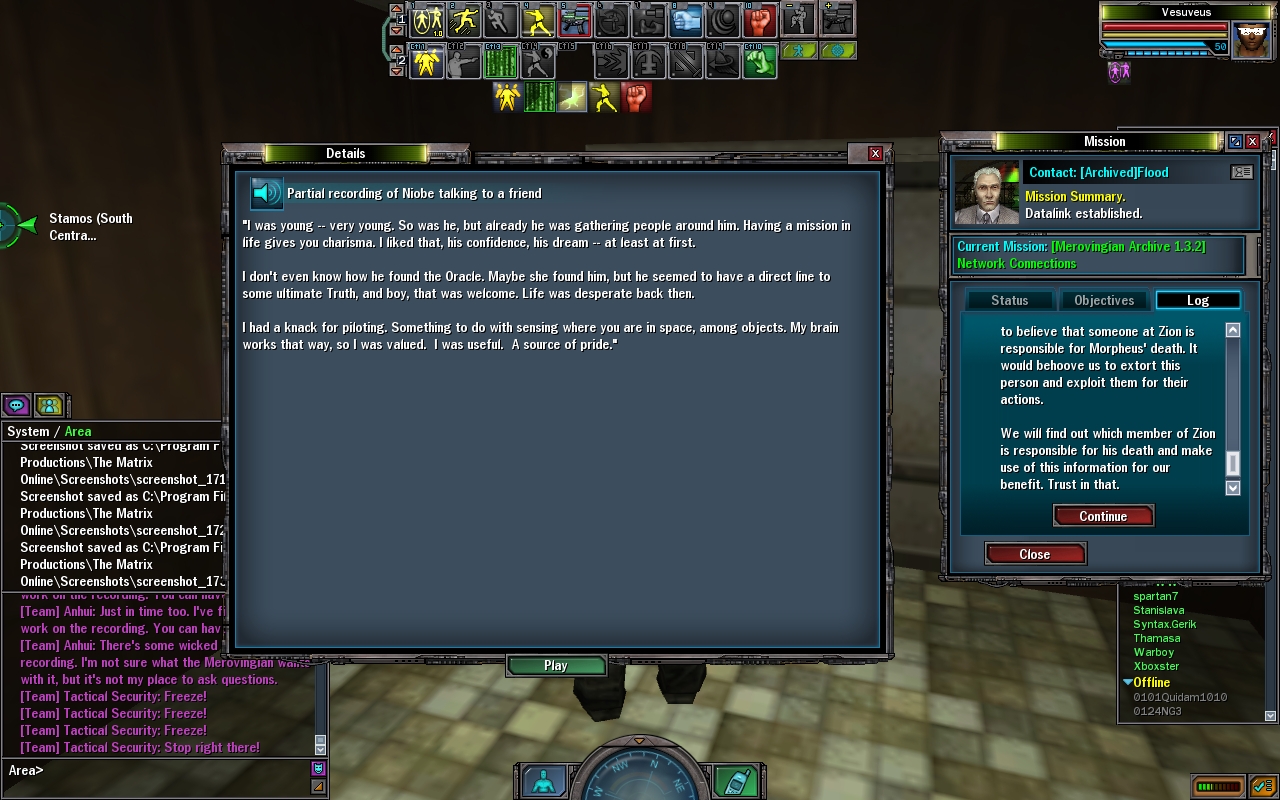 Vesuveus
50
Details
Partial recording of Niobe talking to a friend
"I was young -- very young. So was he, but already he was gathering people around him. Having a mission in
life gives you charisma. I liked that, his confidence, his dream -- at least at first.
I don't even know how he found the Oracle. Maybe she found him, but he seemed to have a direct line to
some ultimate Truth, and boy, that was welcome. Life was desperate back then.
I had a knack for piloting. Something to do with sensing where you are in space, among objects. My brain
works that way, so I was valued.  I was useful.  A source of pride."
Play
Mission
Contact: [Archived]Flood
Mission Summary.
Datalink established.
Current Mission: [Merovingian Archive 1.3.2]
Network Connections
Status
Objectives
Log
to believe that someone at Zion is
responsible for Morpheus' death. It
would behoove us to extort this
person and exploit them for their
actions.
We will find out which member of Zion
is responsible for his death and make
use of this information for our
benefit. Trust in that.
Continue
Close
Stamos (South
Centra...
System / Area
Screenshot saved as C:\Program F
Productions\The Matrix
Online\Screenshots\screenshot_171
Screenshot saved as C:\Program Fi
Productions\The Matrix
Online\Screenshots\screenshot_172
Screenshot saved as C:\Program Fi
Productions\The Matrix
Online\Screenshots\screenshot_173
work on the recording. You can have
[Team] Anhui: Just in time too. I've fi
work on the recording. You can hav
[Team] Anhui: There's some wicked
recording. I'm not sure what the Merovingian wants
with it, but it's not my place to ask questions.
[Team] Tactical Security: Freeze!
[Team] Tactical Security: Freeze!
[Team] Tactical Security: Freeze!
[Team] Tactical Security: Stop right there!
Area>
spartan7
Stanislava
Syntax.Gerik
Thamasa
Warboy
Xboxster
Offline
0101Quidam1010
0124NG3
W
NW
N
E